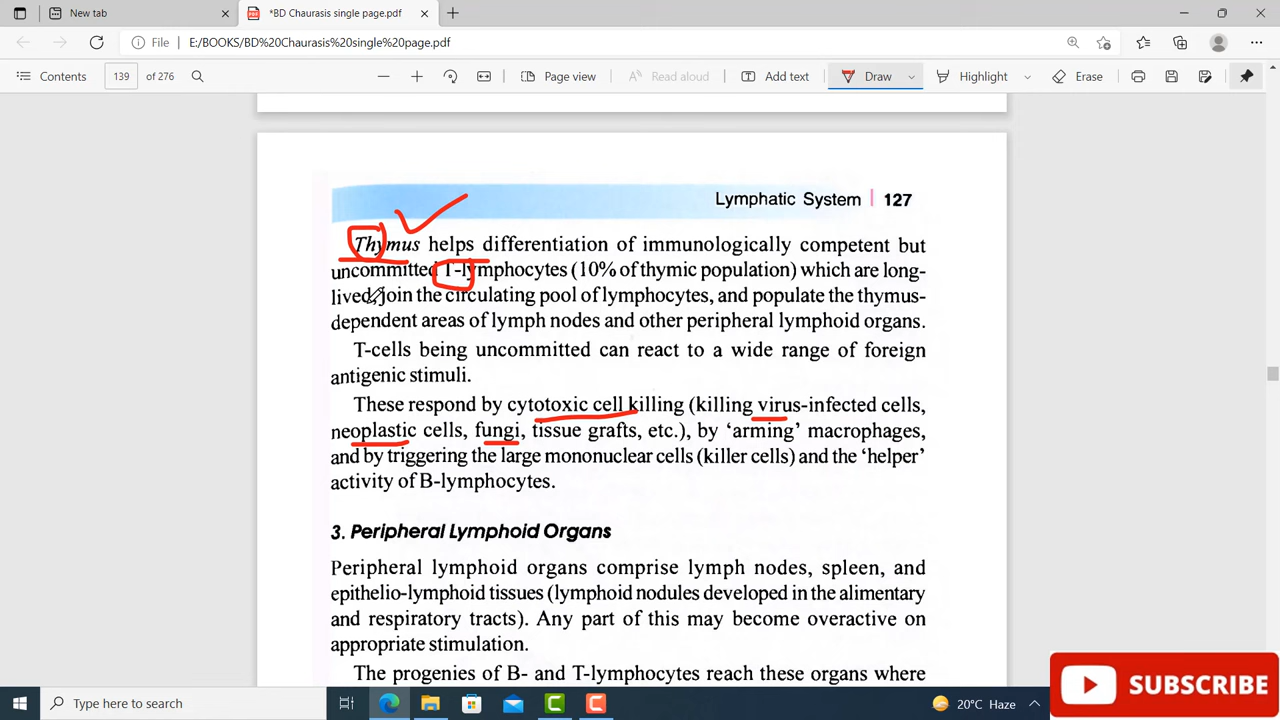 New tab
*BD Chaurasis single page.pdf
File
E:/BOOKS/BD%20Chaurasis%20single%20page.pdf
Contents
139
of 276
Page view
Read aloud
Add text
Draw
Highlight
Erase
Lymphatic System | 127
Thymus helps differentiation of immunologically competent but
uncommitted T-lymphocytes (10% of thymic population) which are long-
lived, join the circulating pool of lymphocytes, and populate the thymus-
dependent areas of lymph nodes and other peripheral lymphoid organs.
T-cells being uncommitted can react to a wide range of foreign
antigenic stimuli.
These respond by cytotoxic cell killing (killing virus-infected cells,
neoplastic cells, fungi, tissue grafts, etc.), by ‘arming’ macrophages,
and by triggering the large mononuclear cells (killer cells) and the ‘helper’
activity of B-lymphocytes.
3. Peripheral Lymphoid Organs
Peripheral lymphoid organs comprise lymph nodes, spleen, and
epithelio-lymphoid tissues (lymphoid nodules developed in the alimentary
and respiratory tracts). Any part of this may become overactive on
appropriate stimulation.
The progenies of B- and T-lymphocytes reach these organs where
SUBSCRIBE
Type here to search
20°C Haze